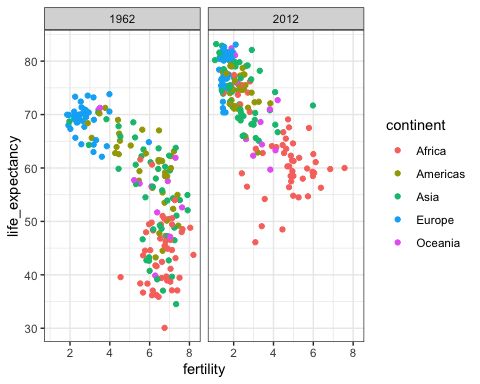 1962 2012
80
70
60
50
40
30
life_expectancy
2 4 6 8 2 4 6 8
fertility
continent
Africa
Americas
Asia
Europe
Oceania